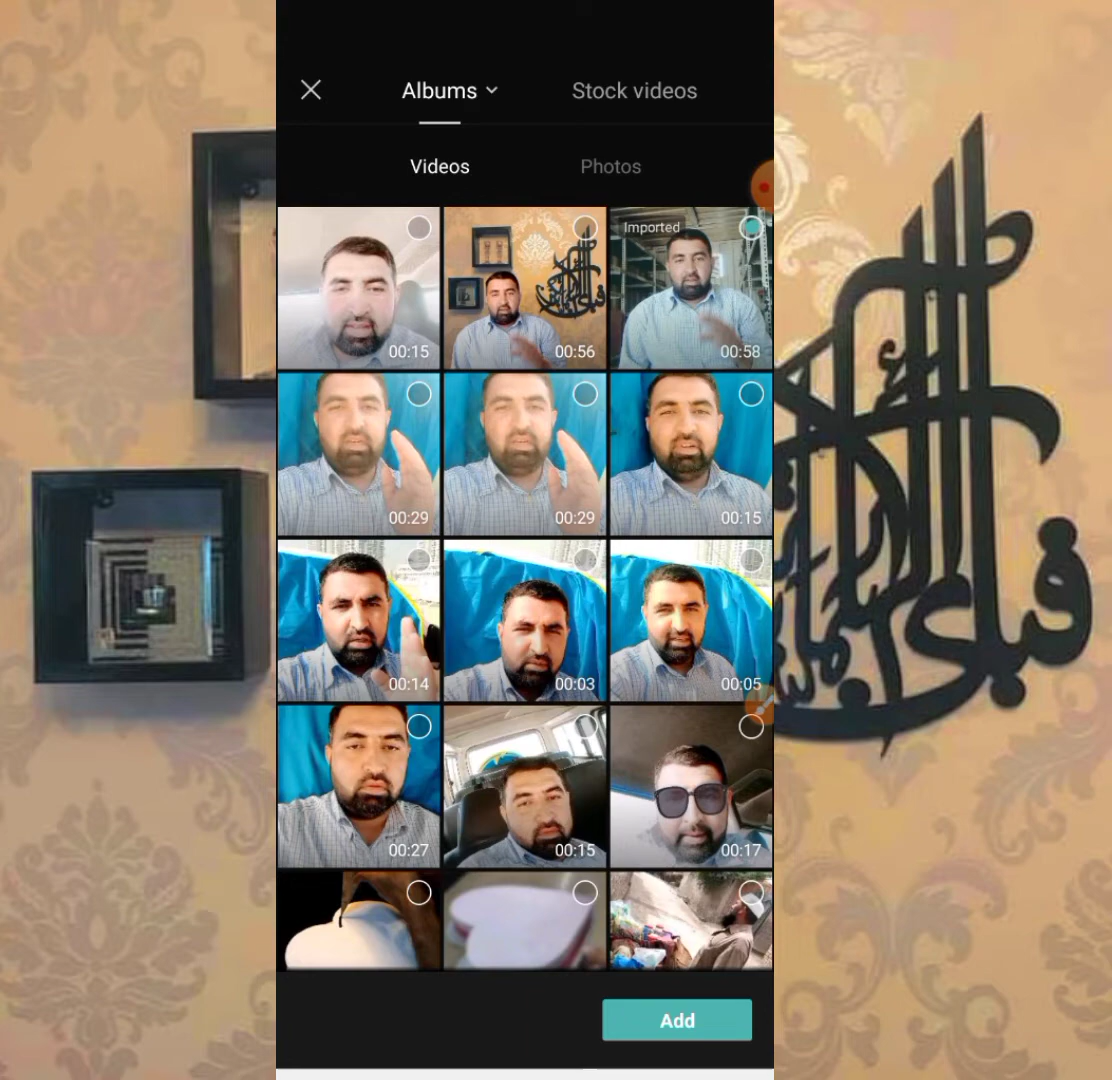 Albums
Stock videos
Videos
Photos
00:15
00:56
Imported
00:58
00:29
00:29
00:15
00:14
00:03
00:05
00:27
00:15
00:17
Add